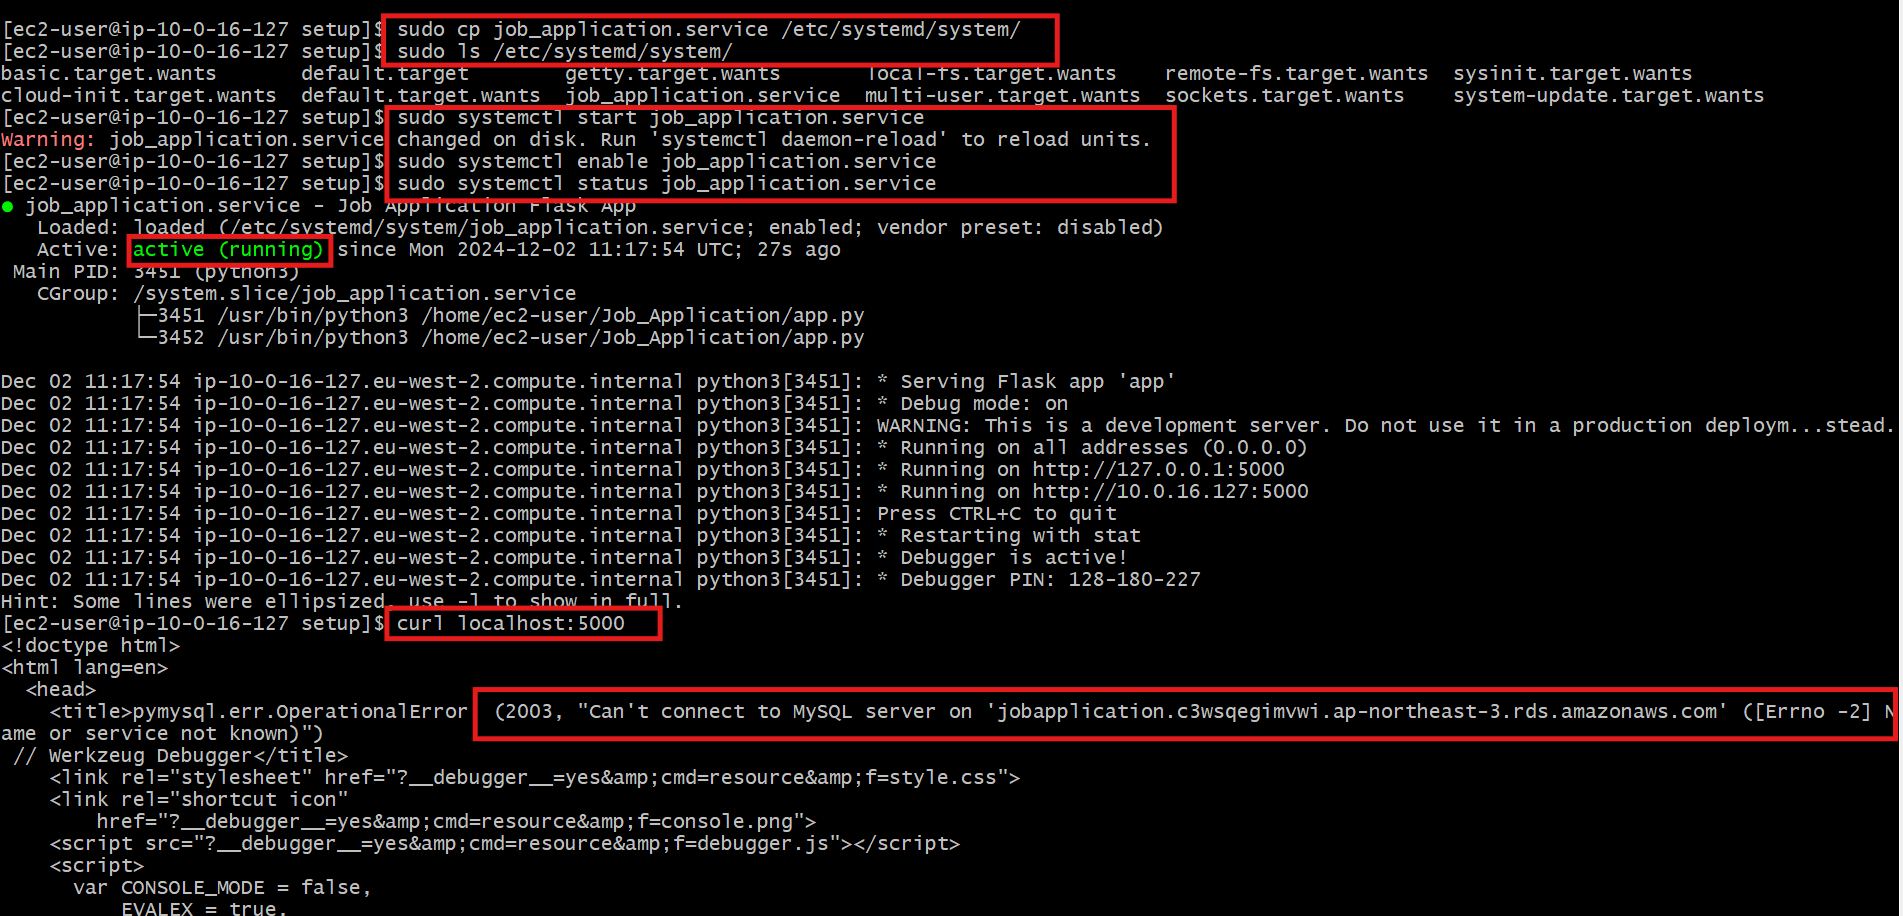 [ec2-user@ip-10-0-16-127 setup]$ sudo cp job_application.service /etc/systemd/system/
[ec2-user@ip-10-0-16-127 setup]$ sudo ls /etc/systemd/system/
basic.target.wants       default.target        getty.target.wants       local-fs.target.wants    remote-fs.target.wants  sysinit.target.wants
cloud-init.target.wants  default.target.wants  job_application.service  multi-user.target.wants  sockets.target.wants    system-update.target.wants
[ec2-user@ip-10-0-16-127 setup]$ sudo systemctl start job_application.service
Warning: job_application.service changed on disk. Run 'systemctl daemon-reload' to reload units.
[ec2-user@ip-10-0-16-127 setup]$ sudo systemctl enable job_application.service
[ec2-user@ip-10-0-16-127 setup]$ sudo systemctl status job_application.service
● job_application.service - Job Application Flask App
   Loaded: loaded (/etc/systemd/system/job_application.service; enabled; vendor preset: disabled)
   Active: active (running) since Mon 2024-12-02 11:17:54 UTC; 27s ago
 Main PID: 3451 (python3)
   CGroup: /system.slice/job_application.service
           ├─3451 /usr/bin/python3 /home/ec2-user/Job_Application/app.py
           └─3452 /usr/bin/python3 /home/ec2-user/Job_Application/app.py
Dec 02 11:17:54 ip-10-0-16-127.eu-west-2.compute.internal python3[3451]: * Serving Flask app 'app'
Dec 02 11:17:54 ip-10-0-16-127.eu-west-2.compute.internal python3[3451]: * Debug mode: on
Dec 02 11:17:54 ip-10-0-16-127.eu-west-2.compute.internal python3[3451]: WARNING: This is a development server. Do not use it in a production deploym...stead.
Dec 02 11:17:54 ip-10-0-16-127.eu-west-2.compute.internal python3[3451]: * Running on all addresses (0.0.0.0)
Dec 02 11:17:54 ip-10-0-16-127.eu-west-2.compute.internal python3[3451]: * Running on http://127.0.0.1:5000
Dec 02 11:17:54 ip-10-0-16-127.eu-west-2.compute.internal python3[3451]: * Running on http://10.0.16.127:5000
Dec 02 11:17:54 ip-10-0-16-127.eu-west-2.compute.internal python3[3451]: Press CTRL+C to quit
Dec 02 11:17:54 ip-10-0-16-127.eu-west-2.compute.internal python3[3451]: * Restarting with stat
Dec 02 11:17:54 ip-10-0-16-127.eu-west-2.compute.internal python3[3451]: * Debugger is active!
Dec 02 11:17:54 ip-10-0-16-127.eu-west-2.compute.internal python3[3451]: * Debugger PIN: 128-180-227
Hint: Some lines were ellipsized, use -l to show in full.
[ec2-user@ip-10-0-16-127 setup]$ curl localhost:5000
<!doctype html>
<html lang=en>
  <head>
    <title>pymysql.err.OperationalError: (2003, "Can't connect to MySQL server on 'jobapplication.c3wsqegimvwi.ap-northeast-3.rds.amazonaws.com' ([Errno -2] N
ame or service not known)")
 // Werkzeug Debugger</title>
    <link rel="stylesheet" href="?__debugger__=yes&amp;cmd=resource&amp;f=style.css">
    <link rel="shortcut icon"
        href="?__debugger__=yes&amp;cmd=resource&amp;f=console.png">
    <script src="?__debugger__=yes&amp;cmd=resource&amp;f=debugger.js"></script>
    <script>
      var CONSOLE_MODE = false,
          EVALEX = true,